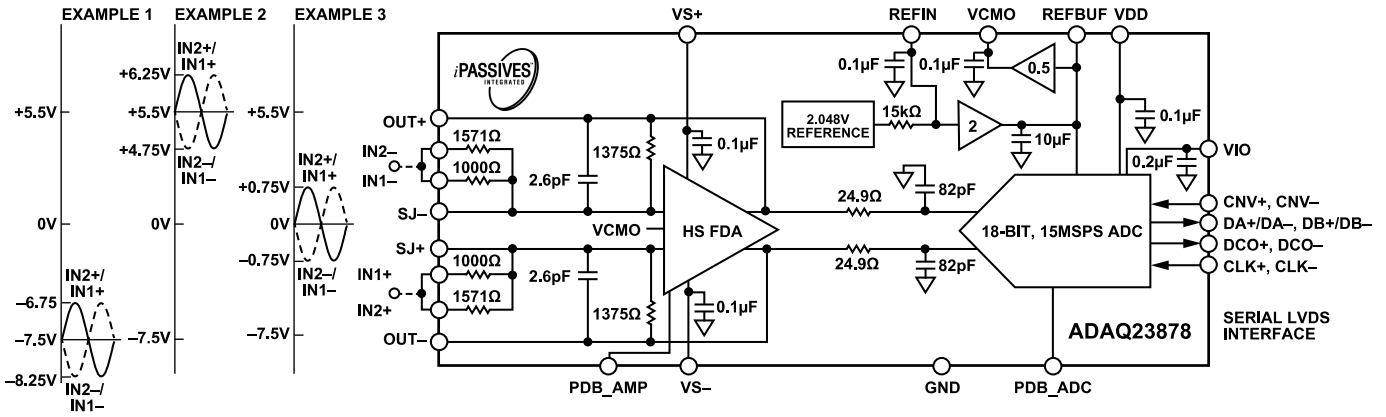 EXAMPLE 1
EXAMPLE 2
EXAMPLE 3
+5.5V
0V
–6.75
–7.5V
–8.25V
IN2+/
IN1+
IN2–/
IN1–
IN2+/
IN1+
+6.25V
+5.5V
+4.75V
IN2–/
IN1–
0V
–7.5V
+5.5V
IN2+/
IN1+
+0.75V
0V
–0.75V
IN2–/
IN1–
–7.5V
VS+
REFIN
VCMO
REFBUF
VDD
iPASSIVES
INTEGRATED
OUT+
IN2–
IN1–
SJ–
SJ+
IN1+
IN2+
OUT–
1571Ω
1000Ω
2.6pF
1375Ω
0.1µF
VCMO
HS FDA
1000Ω
1571Ω
2.6pF
1375Ω
0.1µF
0.1µF
0.1µF
0.5
2.048V
REFERENCE
15kΩ
2
10µF
0.1µF
0.2µF
VIO
24.9Ω
82pF
24.9Ω
82pF
18-BIT, 15MSPS ADC
CNV+, CNV–
DA+/DA–, DB+/DB–
DCO+, DCO–
CLK+, CLK–
SERIAL LVDS
INTERFACE
ADAQ23878
PDB_AMP
VS–
GND
PDB_ADC